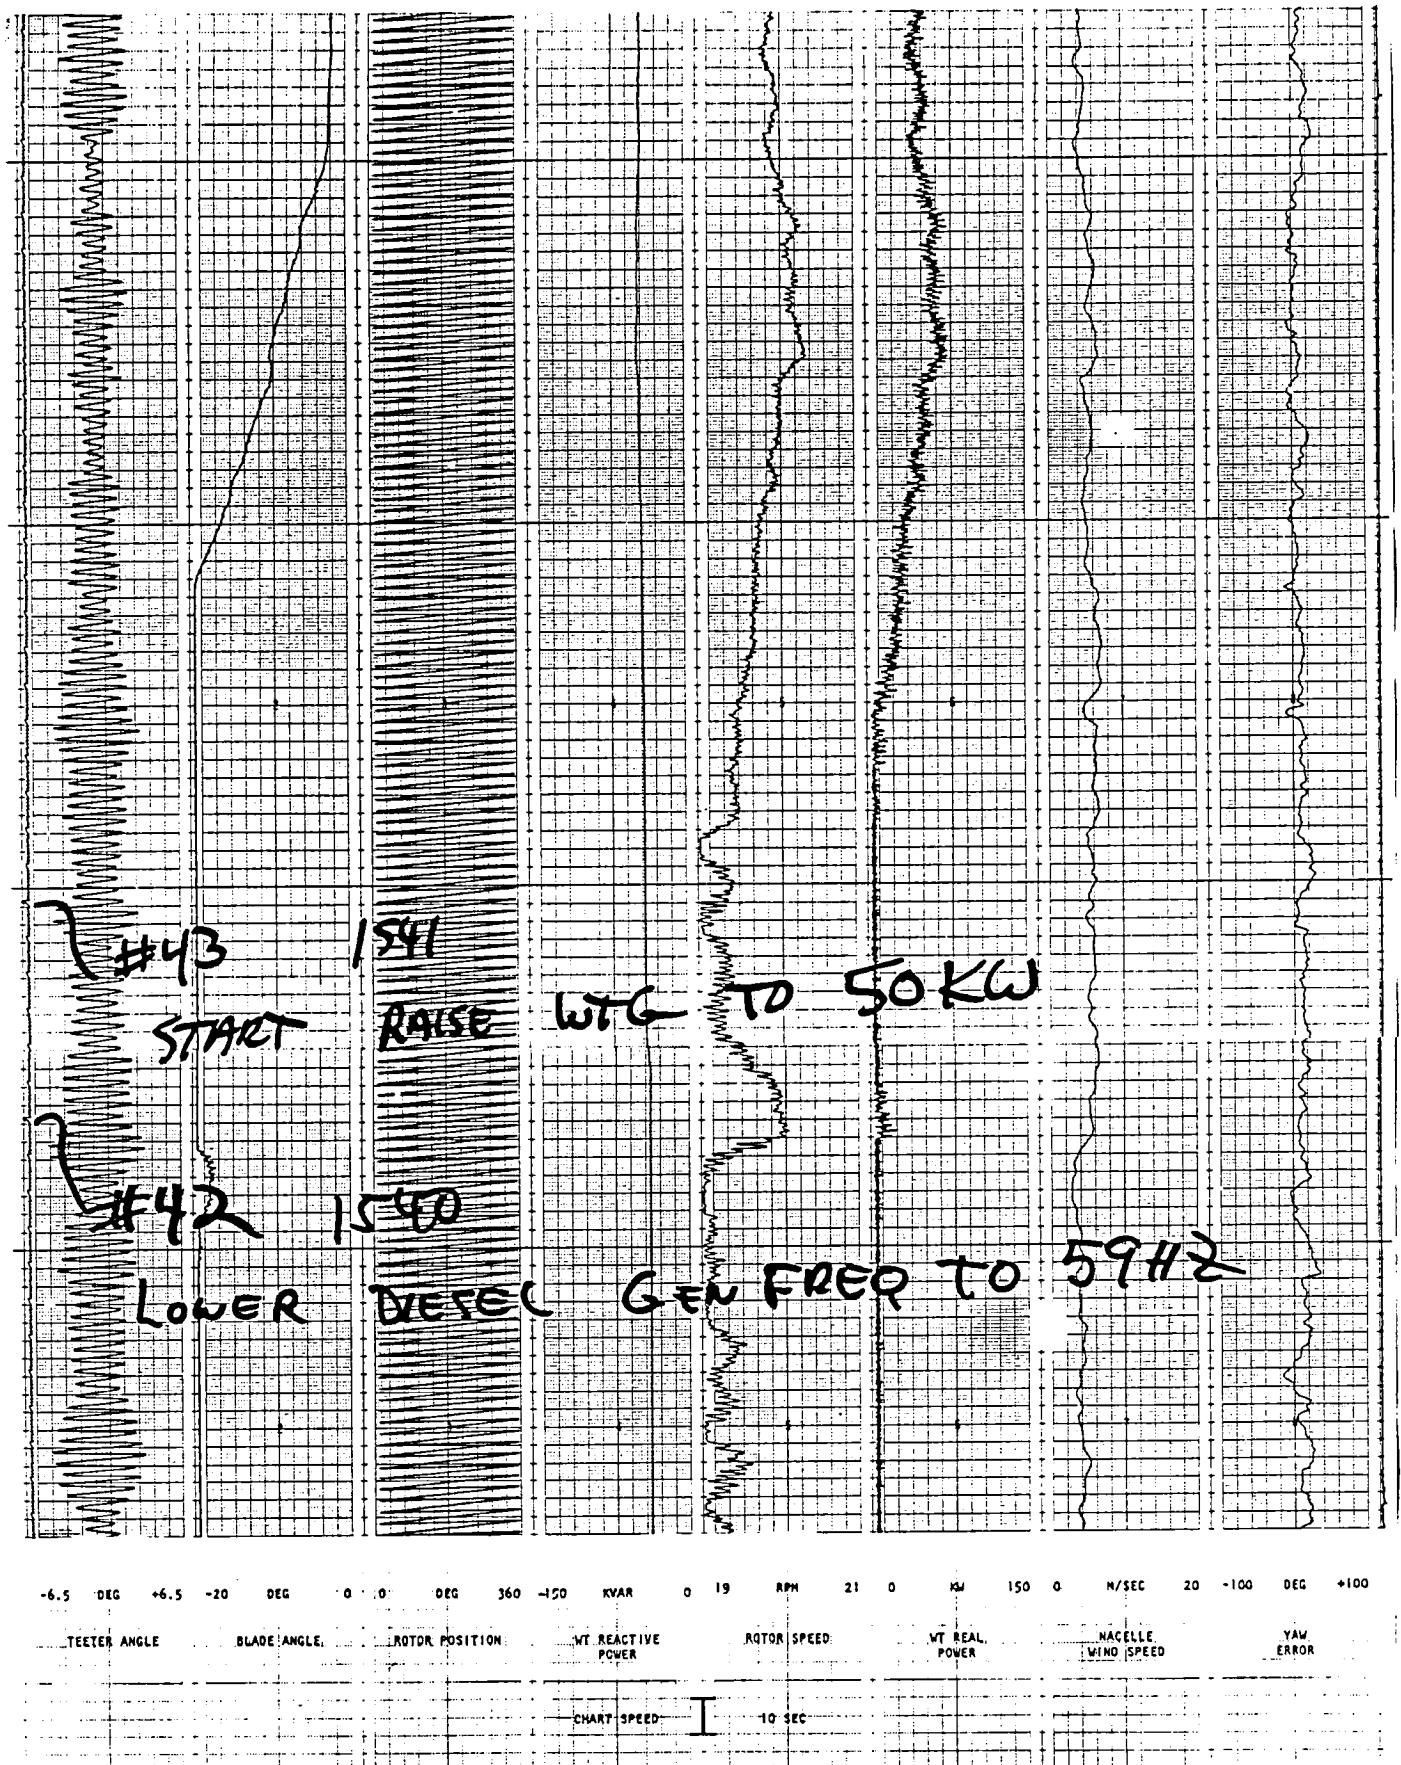 #43 1541
START RAISE WTG TO 50KW
#42 1540
LOWER DIESEL GEN FREQ TO 59HZ
-6.5 DEG +6.5 -20 DEG 0 0 DEG 360 -150 KVAR 0 19 RPM 21 0 KW 150 0 M/SEC 20 -100 DEG +100
TEETER ANGLE BLADE ANGLE ROTOR POSITION WT REACTIVE POWER ROTOR SPEED WT REAL POWER NACELLE WIND SPEED YAW ERROR
CHART SPEED 10 SEC